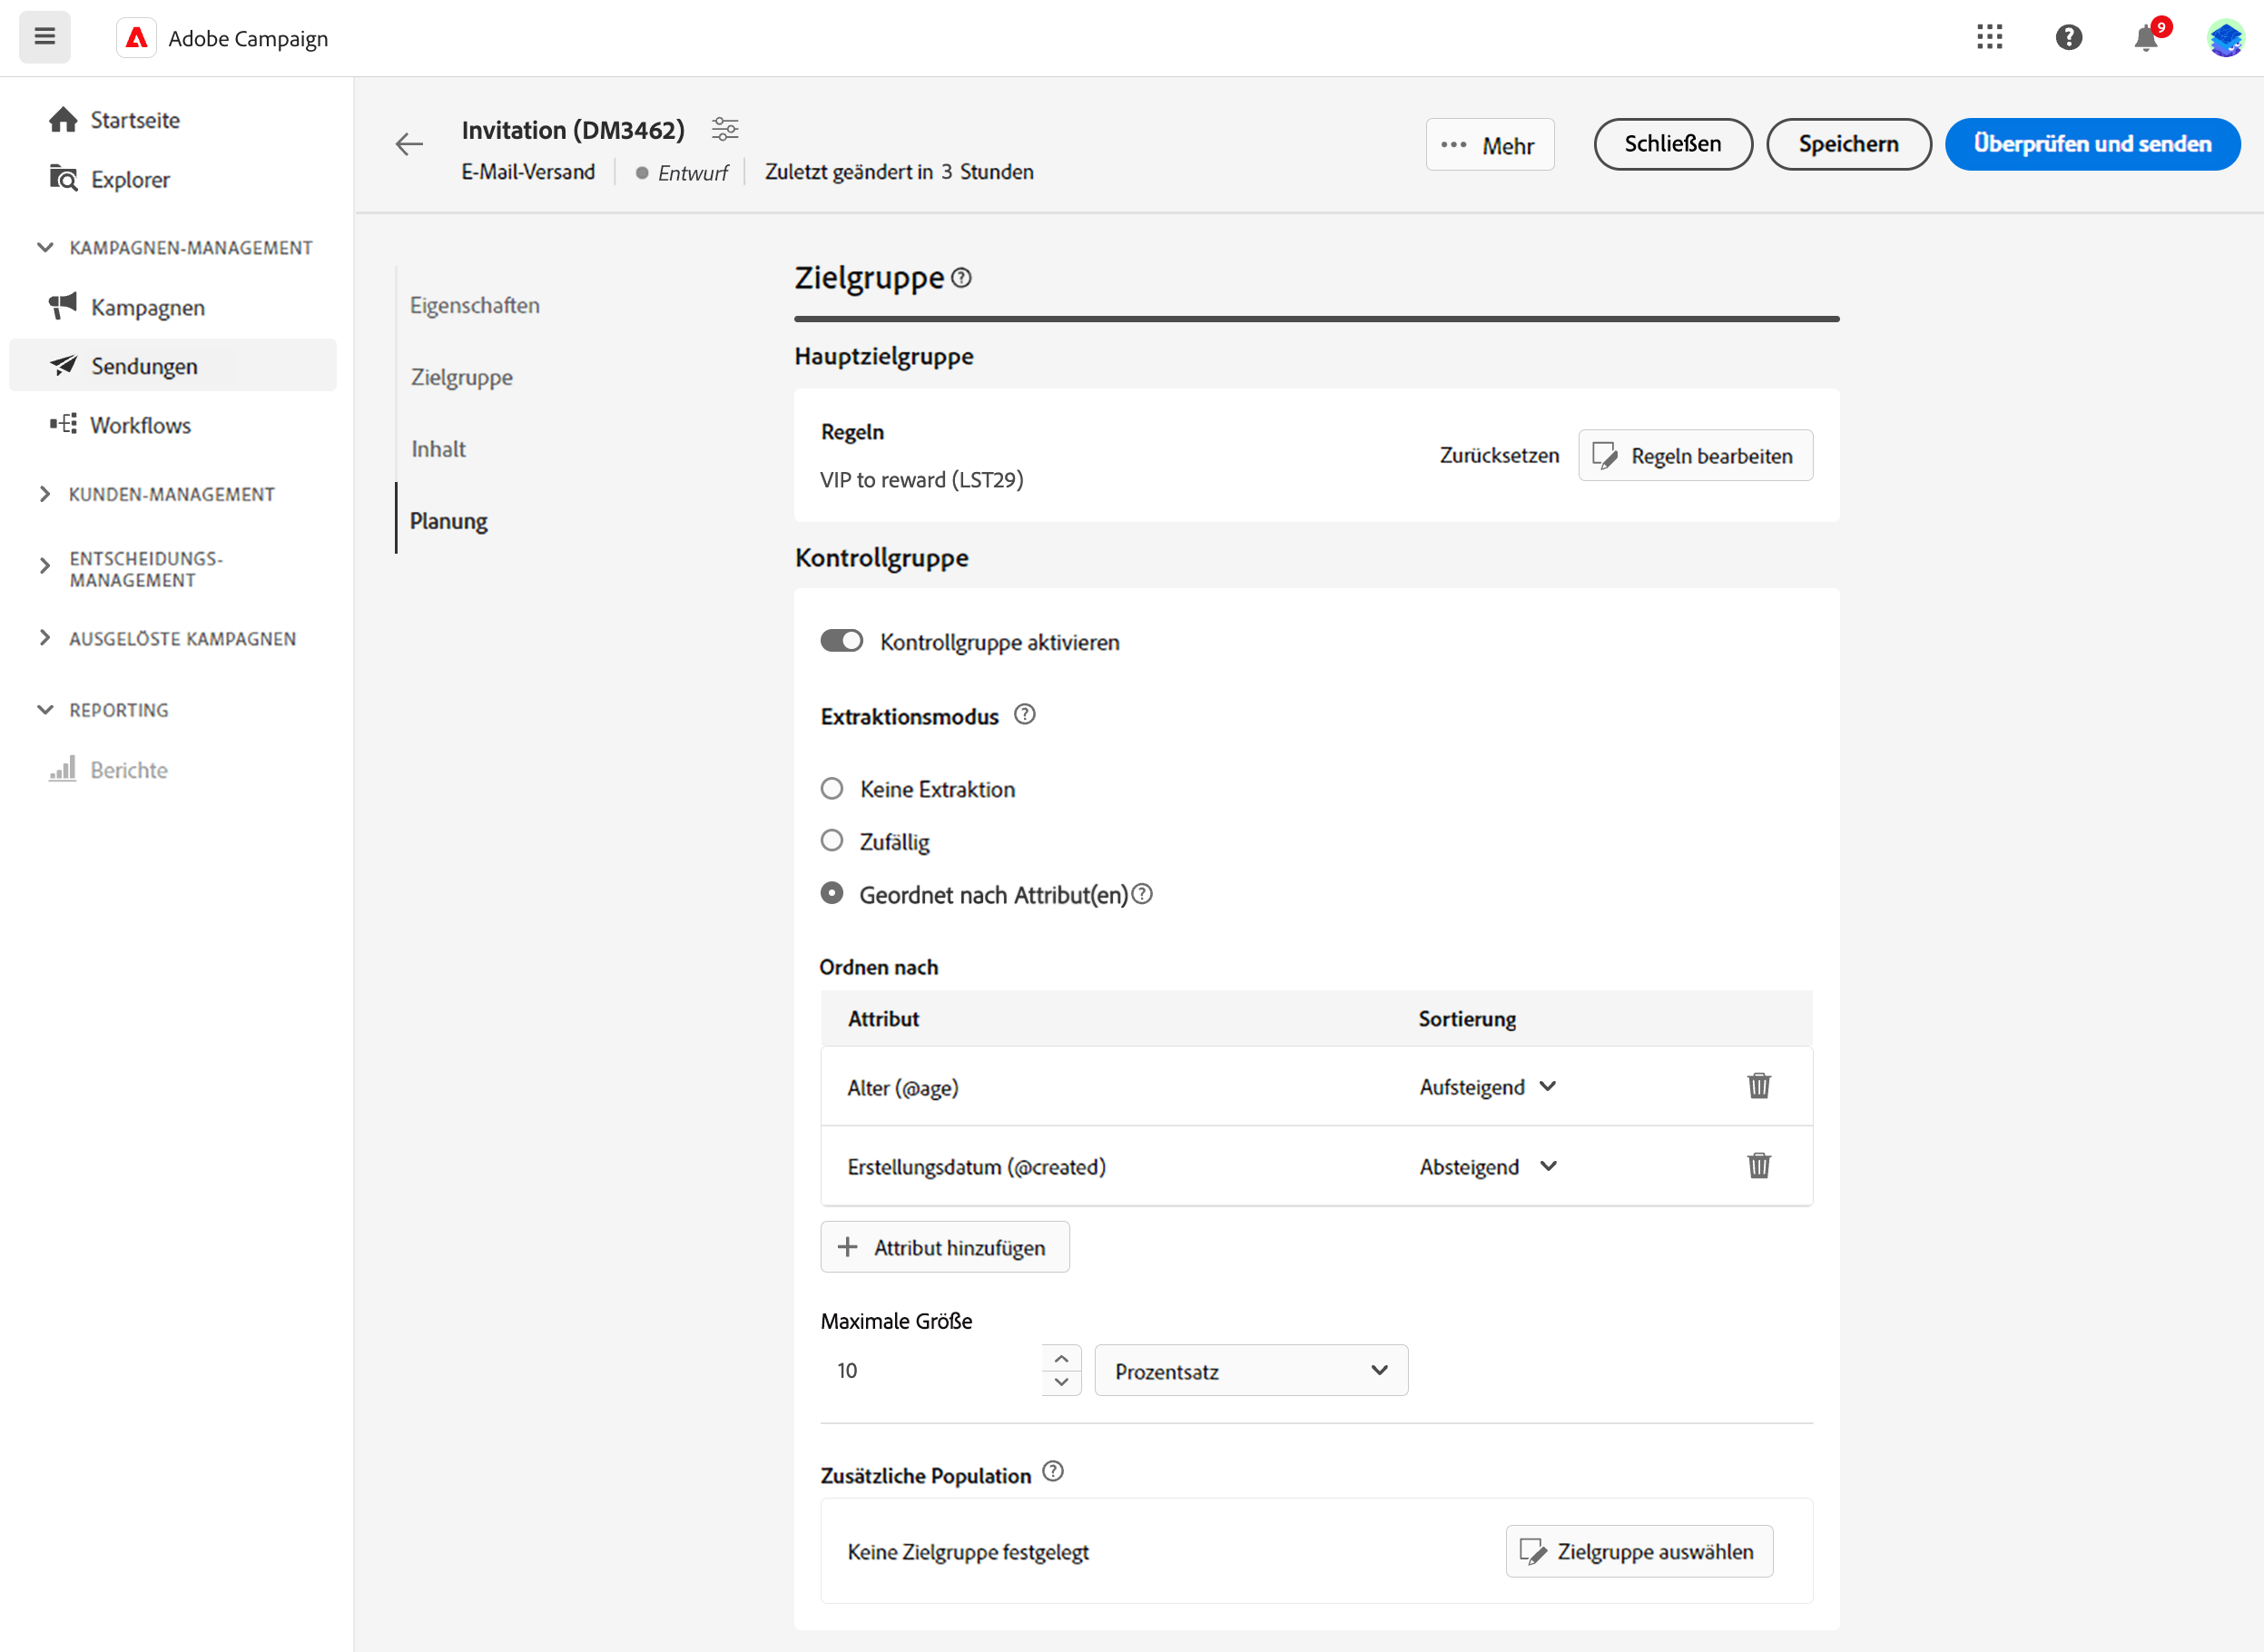 Adobe Campaign
9
Startseite
Explorer
KAMPAGNEN-MANAGEMENT
Kampagnen
Sendungen
Workflows
KUNDEN-MANAGEMENT
ENTSCHEIDUNGS-
MANAGEMENT
AUSGELÖSTE KAMPAGNEN
REPORTING
Berichte
Invitation (DM3462)
E-Mail-Versand
Entwurf
Zuletzt geändert in 3 Stunden
Mehr
Schließen
Speichern
Überprüfen und senden
Eigenschaften
Zielgruppe
Inhalt
Planung
Zielgruppe
Hauptzielgruppe
Regeln
VIP to reward (LST29)
Zurücksetzen
Regeln bearbeiten
Kontrollgruppe
Kontrollgruppe aktivieren
Extraktionsmodus
Keine Extraktion
Zufällig
Geordnet nach Attribut(en)
Ordnen nach
Attribut Sortierung
Alter (@age) Aufsteigend
Erstellungsdatum (@created) Absteigend
Attribut hinzufügen
Maximale Größe
10 Prozentsatz
Zusätzliche Population
Keine Zielgruppe festgelegt
Zielgruppe auswählen